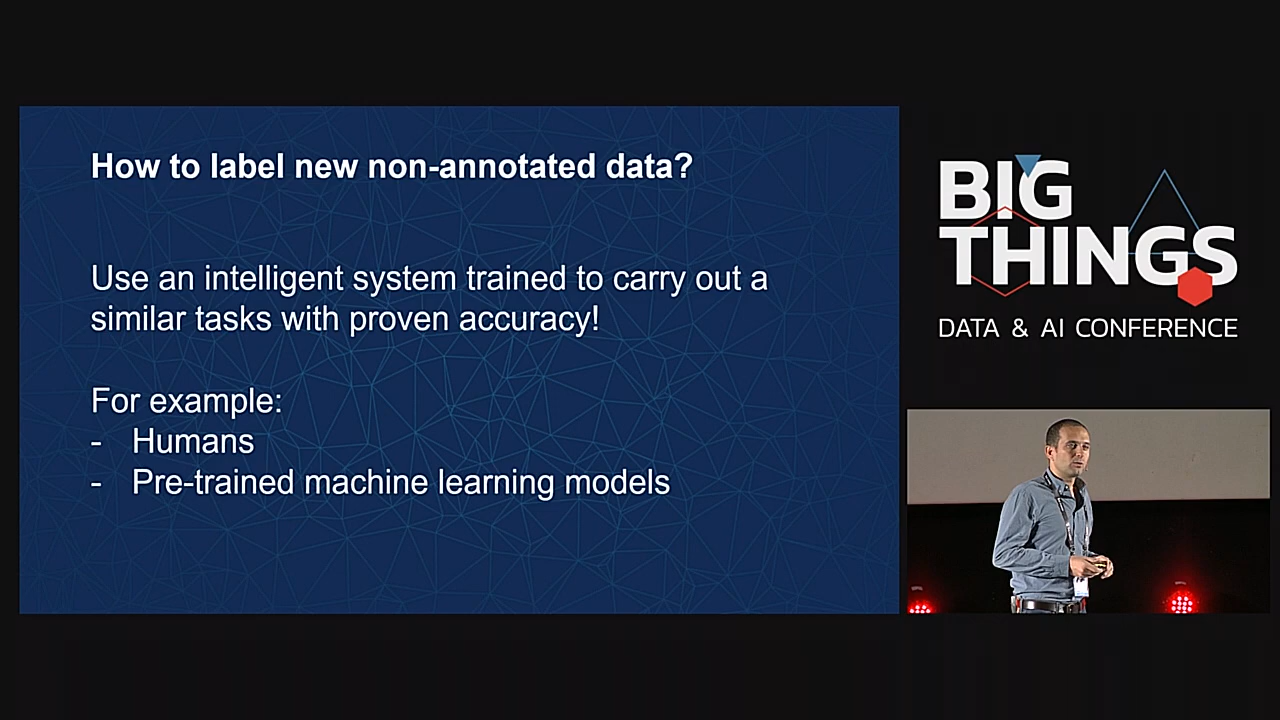 How to label new non-annotated data?
Use an intelligent system trained to carry out a
similar tasks with proven accuracy!
For example:
- Humans
- Pre-trained machine learning models
BIG
THINGS
DATA & AI CONFERENCE